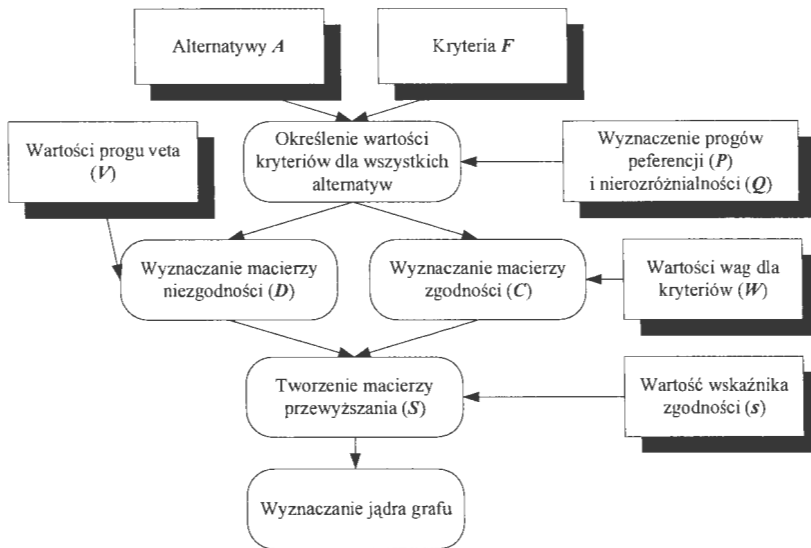 Alternatywy A
Kryteria F
Wartości progu veta
(V)
Określenie wartości
kryteriów dla wszystkich
alternatyw
Wyznaczenie progów
peferencji (P)
i nierozróżnialności (Q)
Wyznaczanie macierzy
niezgodności (D)
Wyznaczanie macierzy
zgodności (C)
Wartości wag dla
kryteriów (W)
Tworzenie macierzy
przewyższania (S)
Wartość wskaźnika
zgodności (s)
Wyznaczanie jądra grafu